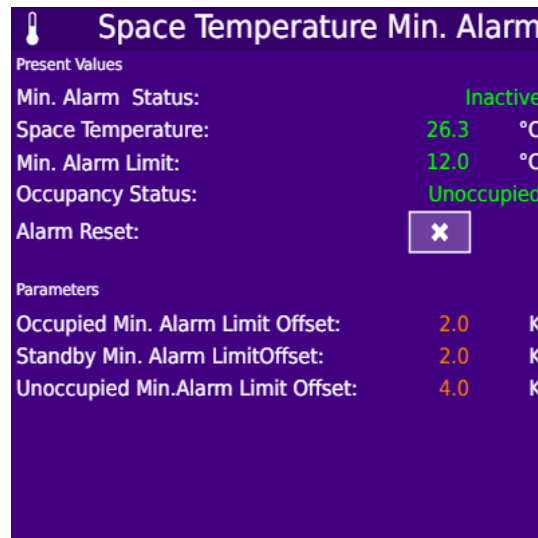 Space Temperature Min. Alarm
Present Values
Min. Alarm Status: Inactive
Space Temperature: 26.3 °C
Min. Alarm Limit: 12.0 °C
Occupancy Status: Unoccupied
Alarm Reset:
Parameters
Occupied Min. Alarm Limit Offset: 2.0 K
Standby Min. Alarm LimitOffset: 2.0 K
Unoccupied Min.Alarm Limit Offset: 4.0 K